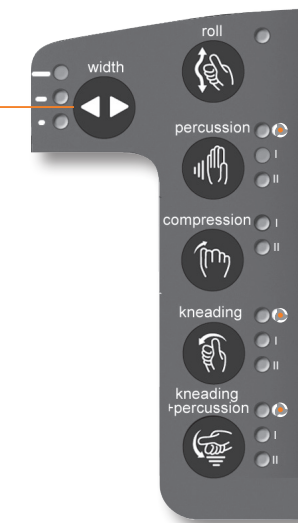 roll
width
percussion
I
II
compression
I
II
kneading
I
II
kneading
+percussion
I
II